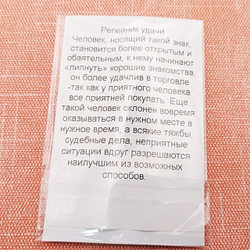 Репейник удачи
Человек, носящий такой знак,
становится более открытым и
обаятельным, к нему начинают
«липнуть» хорошие знакомства,
он более удачлив в торговле
-так как у приятного человека
все приятней покупать. Еще
такой человек склонен вовремя
оказываться в нужном месте в
нужное время, а всякие тяжбы,
судебные дела, неприятные
ситуации вдруг разрешаются
наилучшим из возможных
способов.